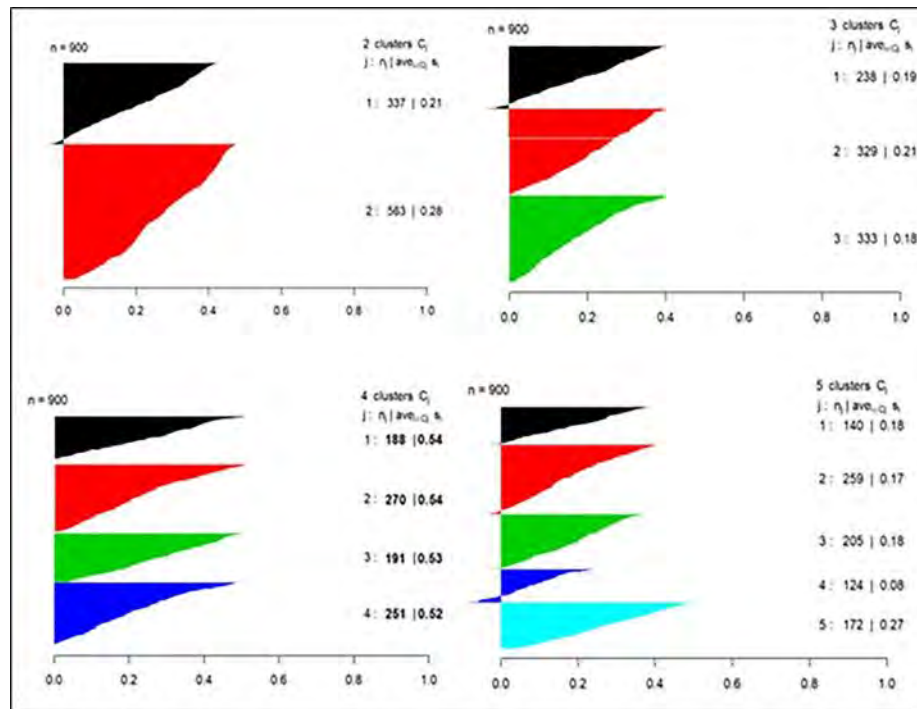 n = 900
2 clusters Cj
j : nj | ave i∈Cj si
1 : 337 | 0.21
2 : 563 | 0.28
0.0 0.2 0.4 0.6 0.8 1.0
n = 900
3 clusters Cj
j : nj | ave i∈Cj si
1 : 238 | 0.19
2 : 329 | 0.21
3 : 333 | 0.18
0.0 0.2 0.4 0.6 0.8 1.0
n = 900
4 clusters Cj
j : nj | ave i∈Cj si
1 : 188 | 0.54
2 : 270 | 0.54
3 : 191 | 0.53
4 : 251 | 0.52
0.0 0.2 0.4 0.6 0.8 1.0
n = 900
5 clusters Cj
j : nj | ave i∈Cj si
1 : 140 | 0.18
2 : 259 | 0.17
3 : 205 | 0.18
4 : 124 | 0.08
5 : 172 | 0.27
0.0 0.2 0.4 0.6 0.8 1.0